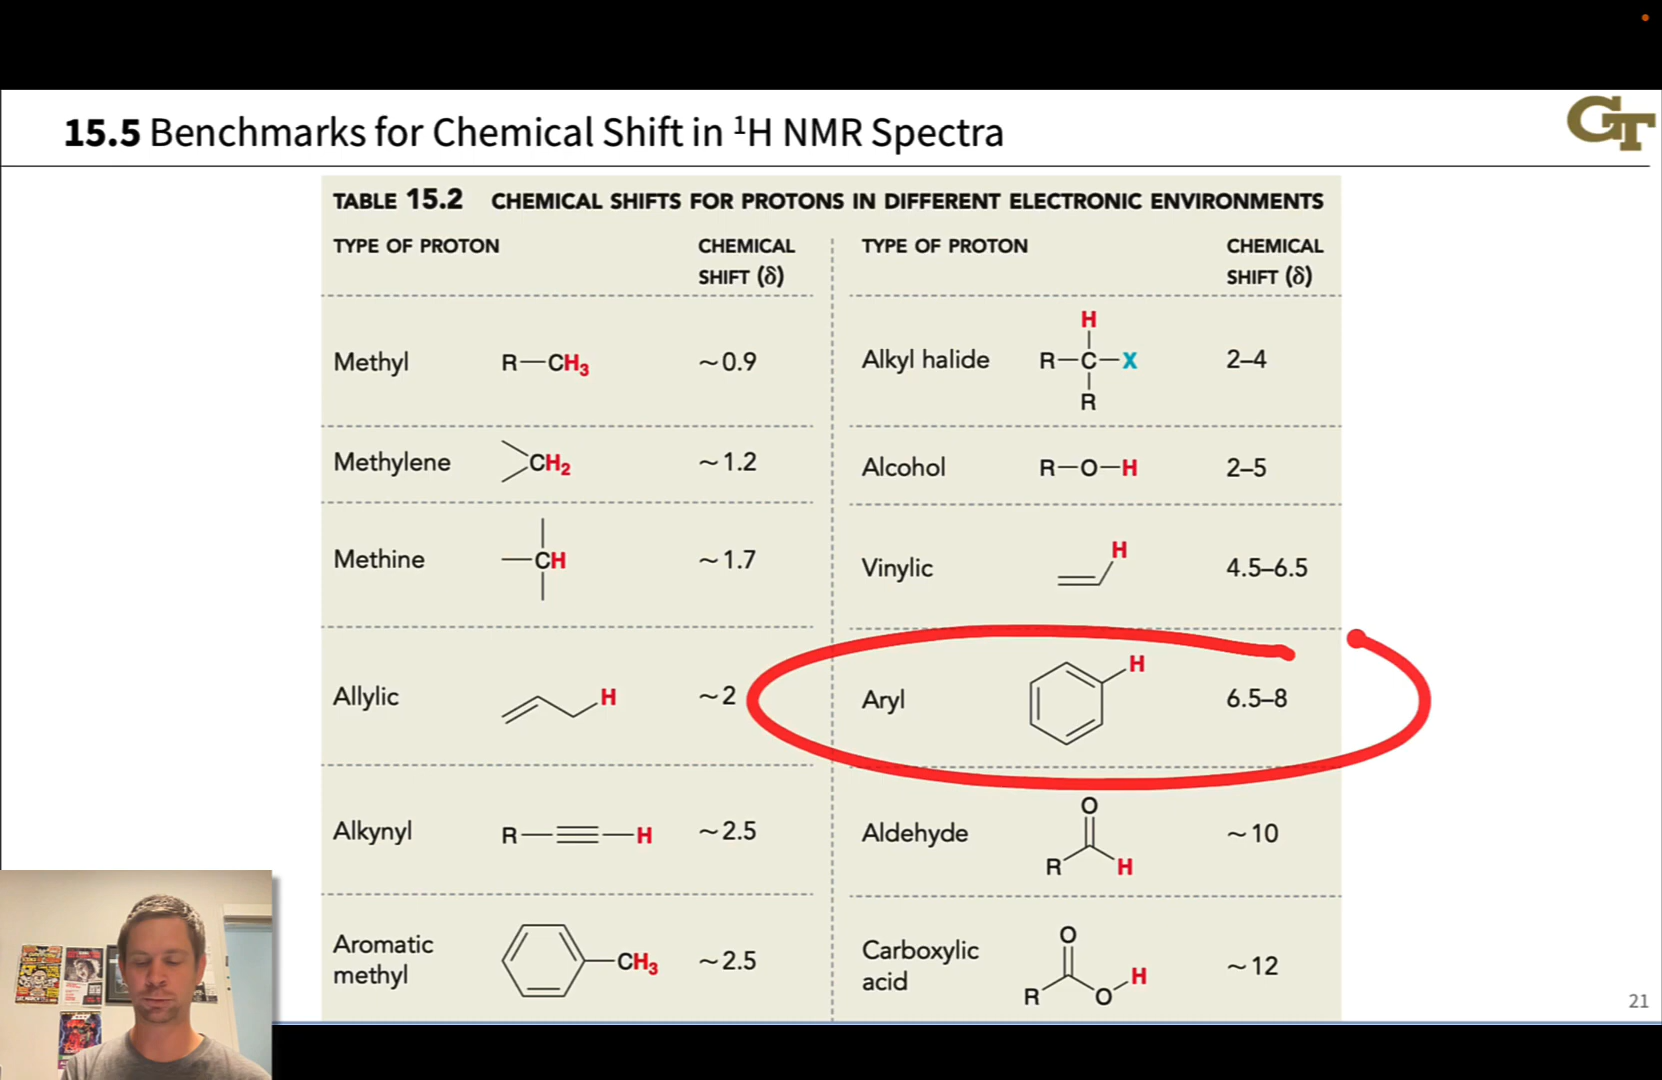 15.5 Benchmarks for Chemical Shift in ¹H NMR Spectra
GT
TABLE 15.2 CHEMICAL SHIFTS FOR PROTONS IN DIFFERENT ELECTRONIC ENVIRONMENTS
TYPE OF PROTON
CHEMICAL
SHIFT (δ)
Methyl R—CH₃ ~0.9
Methylene CH₂ ~1.2
Methine CH ~1.7
Allylic H ~2
Alkynyl R H ~2.5
Aromatic
methyl CH₃ ~2.5
TYPE OF PROTON
CHEMICAL
SHIFT (δ)
H
Alkyl halide R—C—X 2–4
R
Alcohol R—O—H 2–5
H
Vinylic 4.5–6.5
H
Aryl 6.5–8
O
Aldehyde ~10
R H
O
Carboxylic
acid H ~12
R O
21